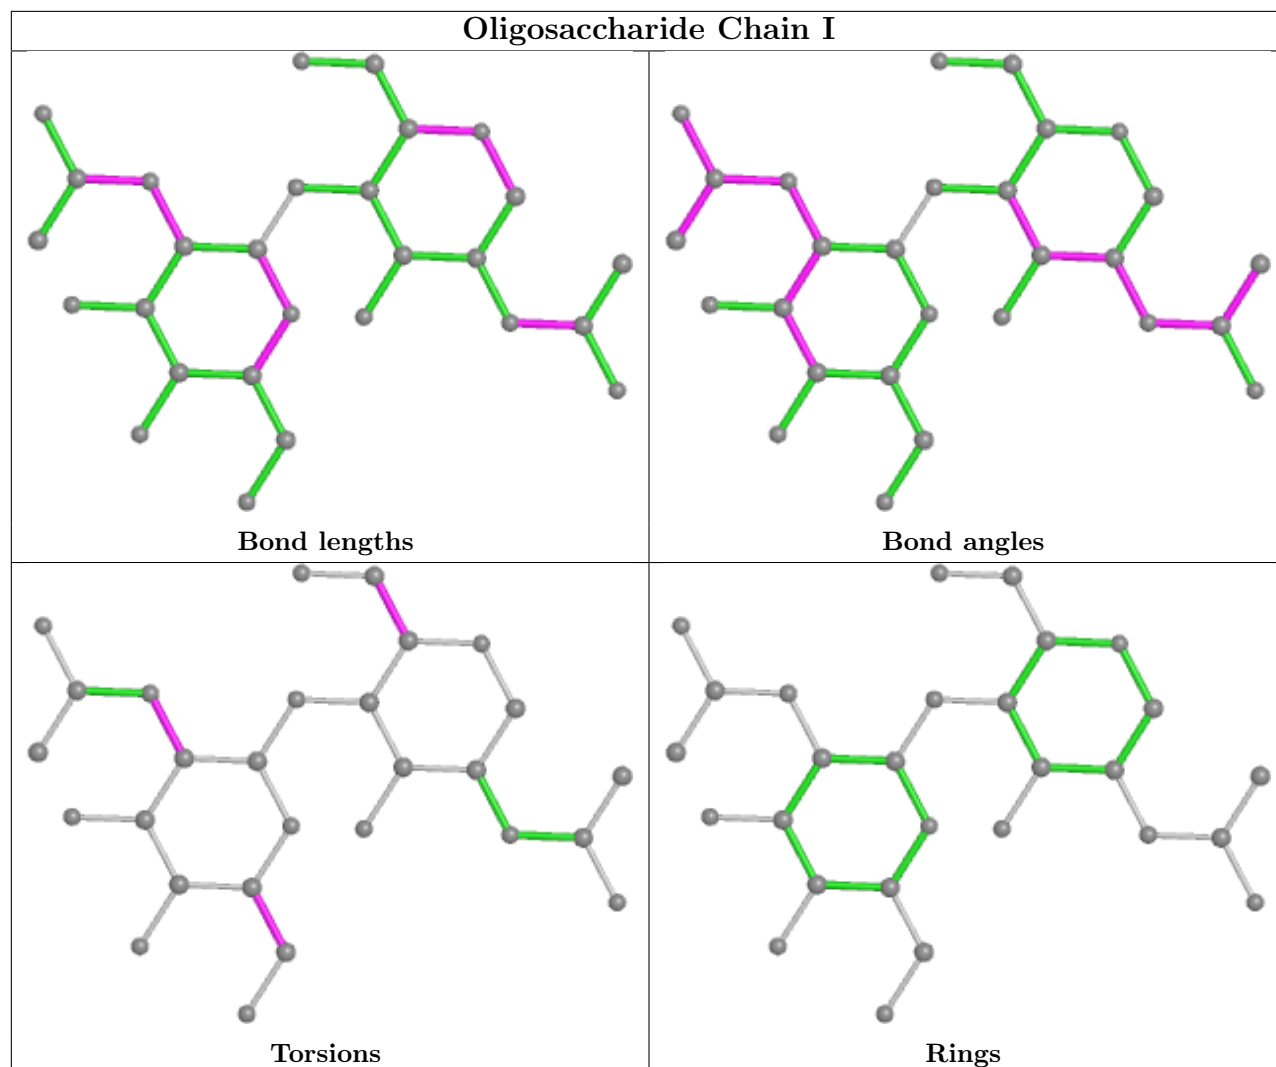 Oligosaccharide Chain I
Bond lengths
Bond angles
Torsions
Rings